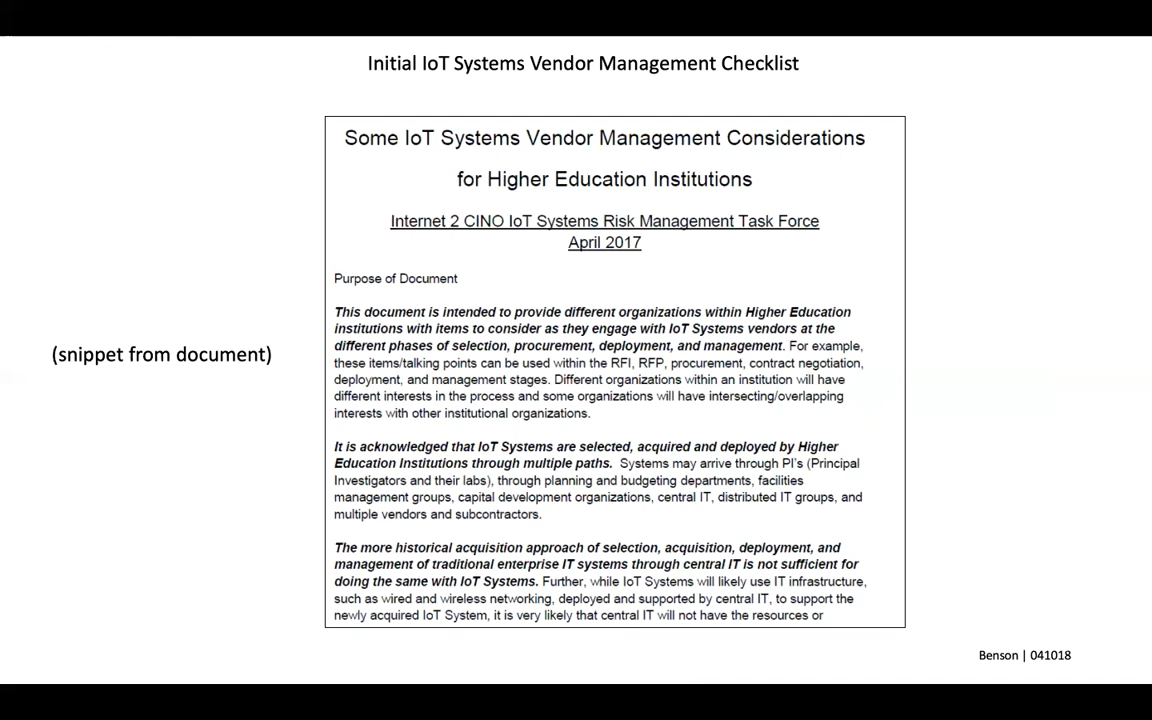 Initial IoT Systems Vendor Management Checklist
Some IoT Systems Vendor Management Considerations
for Higher Education Institutions
Internet 2 CINO IoT Systems Risk Management Task Force
April 2017
Purpose of Document
This document is intended to provide different organizations within Higher Education
institutions with items to consider as they engage with IoT Systems vendors at the
different phases of selection, procurement, deployment, and management. For example,
these items/talking points can be used within the RFI, RFP, procurement, contract negotiation,
deployment, and management stages. Different organizations within an institution will have
different interests in the process and some organizations will have intersecting/overlapping
interests with other institutional organizations.
(snippet from document)
It is acknowledged that IoT Systems are selected, acquired and deployed by Higher
Education Institutions through multiple paths. Systems may arrive through PI's (Principal
Investigators and their labs), through planning and budgeting departments, facilities
management groups, capital development organizations, central IT, distributed IT groups, and
multiple vendors and subcontractors.
The more historical acquisition approach of selection, acquisition, deployment, and
management of traditional enterprise IT systems through central IT is not sufficient for
doing the same with IoT Systems. Further, while IoT Systems will likely use IT infrastructure,
such as wired and wireless networking, deployed and supported by central IT, to support the
newly acquired IoT System, it is very likely that central IT will not have the resources or
Benson | 041018